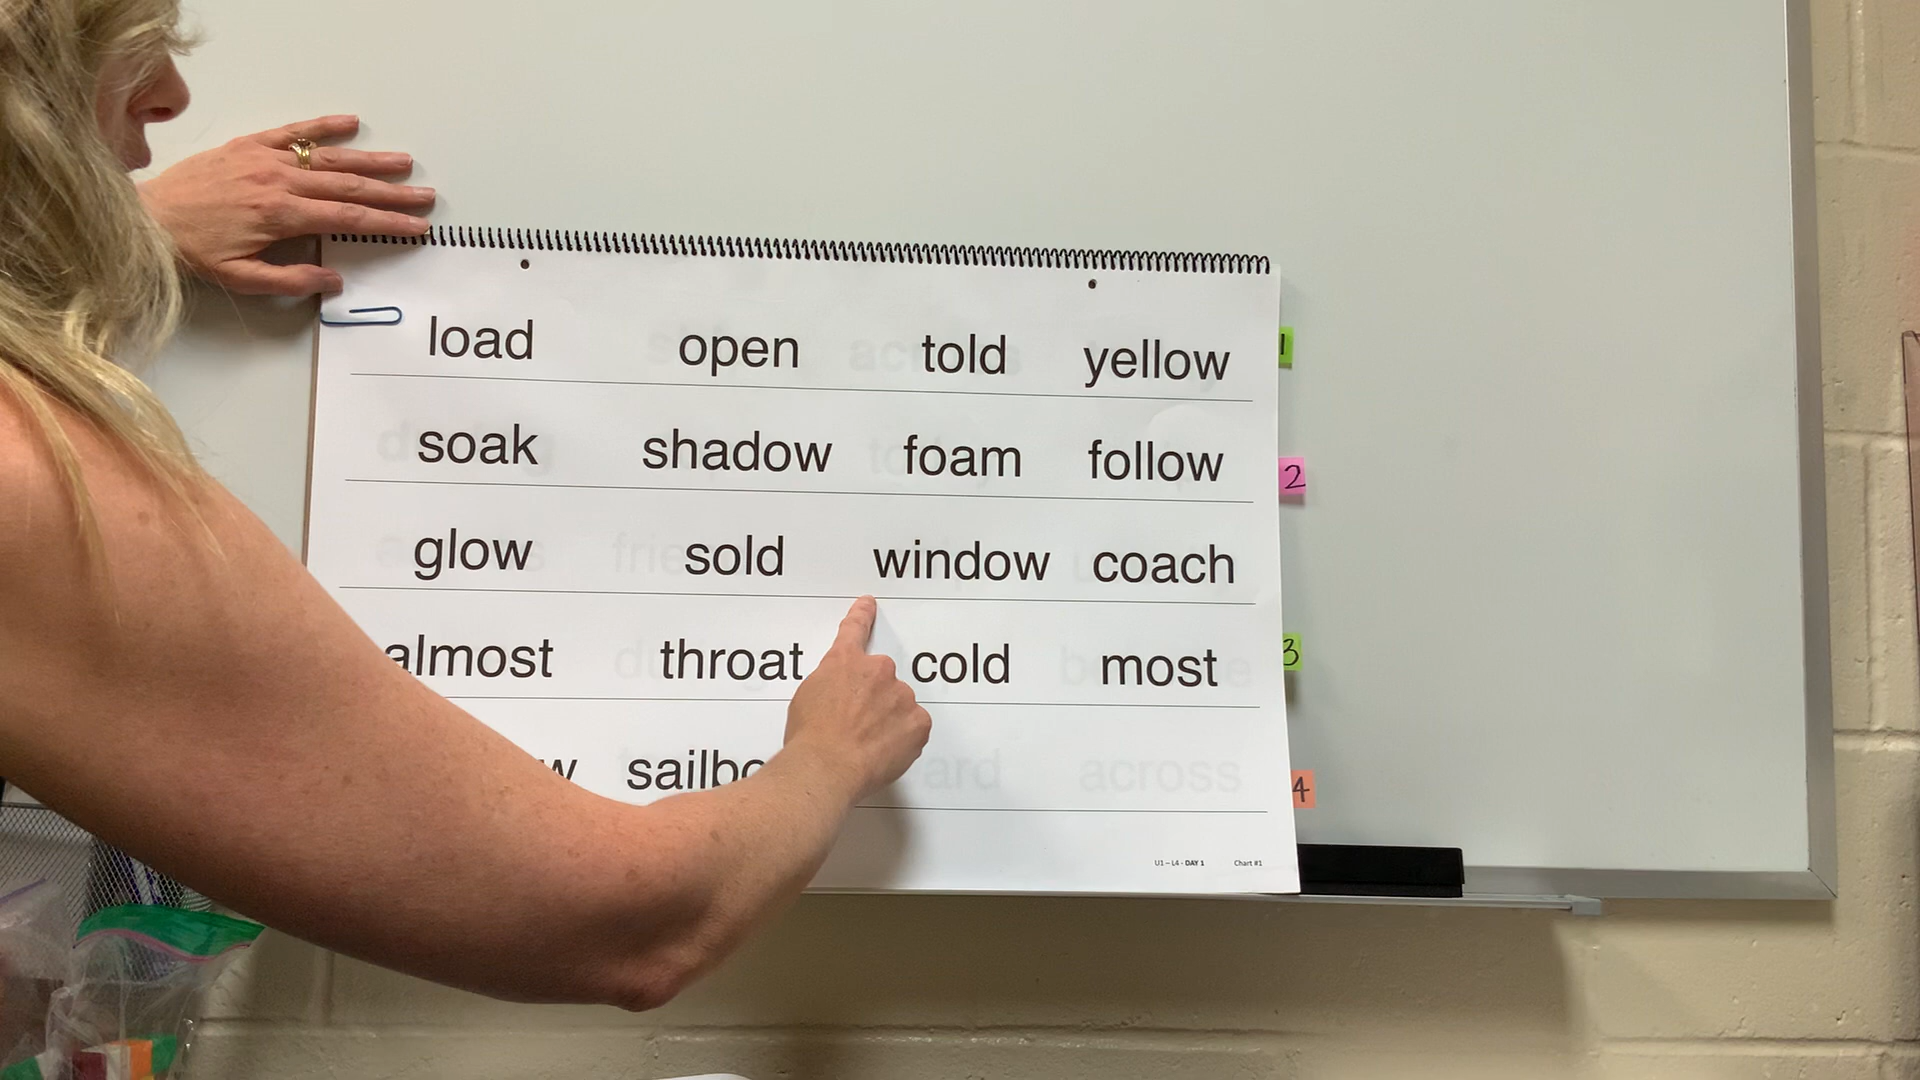 load open told yellow
soak shadow foam follow
glow sold window coach
almost throat cold most
U1 – L4 - DAY 1 Chart #1
1
2
3
4